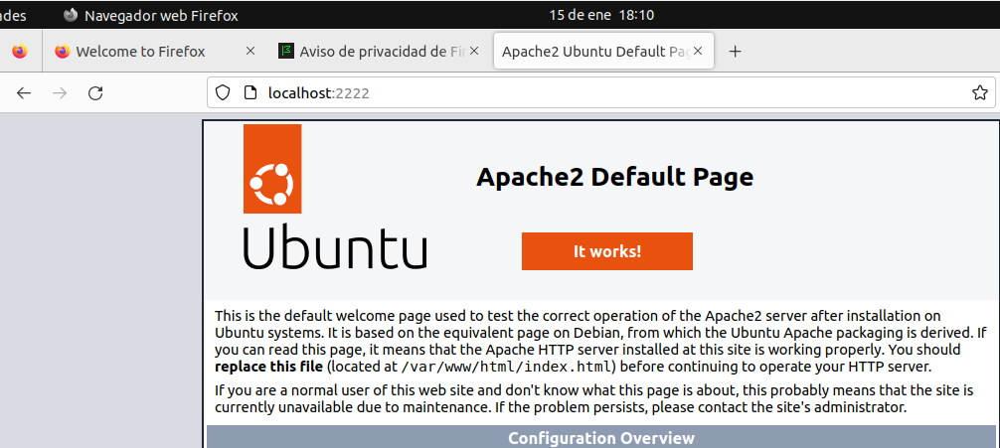 des Navegador web Firefox 15 de ene 18:10
Welcome to Firefox Aviso de privacidad de Fi Apache2 Ubuntu Default Pa
localhost:2222
Apache2 Default Page
Ubuntu
It works!
This is the default welcome page used to test the correct operation of the Apache2 server after installation on
Ubuntu systems. It is based on the equivalent page on Debian, from which the Ubuntu Apache packaging is derived. If
you can read this page, it means that the Apache HTTP server installed at this site is working properly. You should
replace this file (located at /var/www/html/index.html) before continuing to operate your HTTP server.
If you are a normal user of this web site and don't know what this page is about, this probably means that the site is
currently unavailable due to maintenance. If the problem persists, please contact the site's administrator.
Configuration Overview